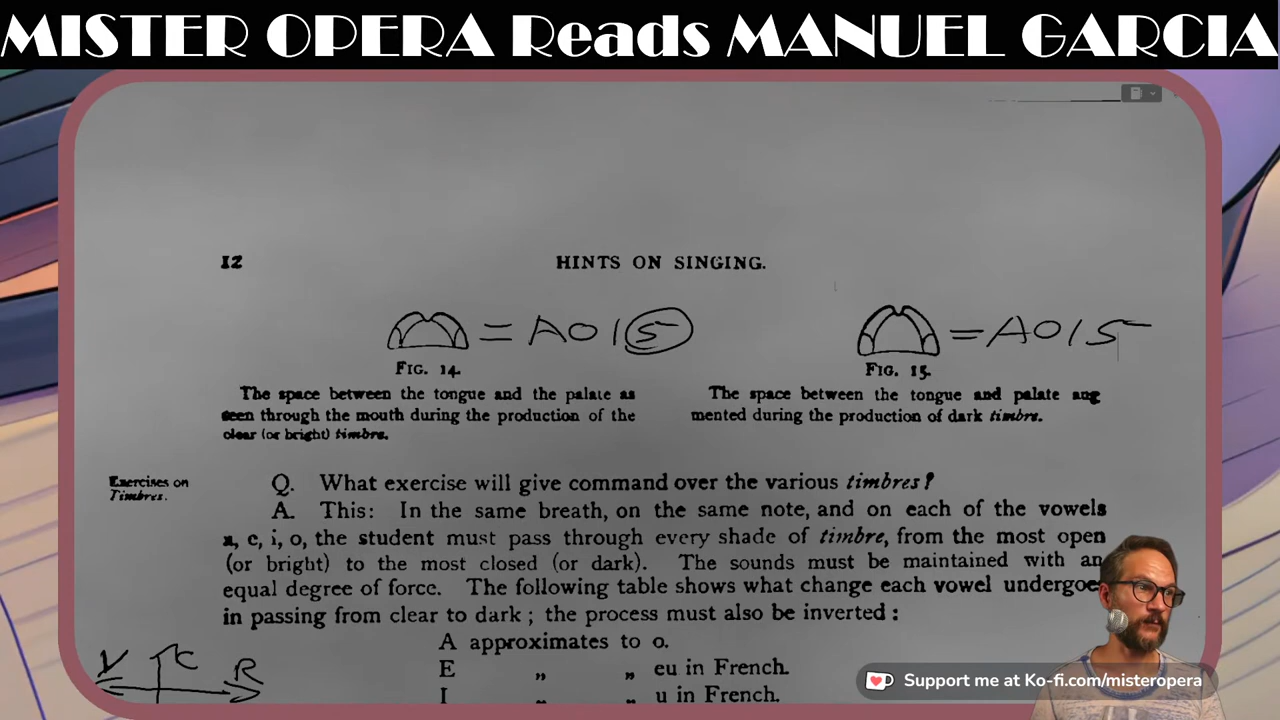 MISTER OPERA Reads MANUEL GARCIA
12
HINTS ON SINGING.
= A015
= A015
FIG. 14.
FIG. 15.
The space between the tongue and the palate as
seen through the mouth during the production of the
clear (or bright) timbre.
The space between the tongue and palate aug
mented during the production of dark timbre.
Exercises on
Timbres.
Q. What exercise will give command over the various timbres?
A. This: In the same breath, on the same note, and on each of the vowels
a, e, i, o, the student must pass through every shade of timbre, from the most open
(or bright) to the most closed (or dark). The sounds must be maintained with an
equal degree of force. The following table shows what change each vowel undergoe
in passing from clear to dark; the process must also be inverted:
A approximates to o.
E „ „ eu in French.
I „ „ u in French.
V C R
Support me at Ko-fi.com/misteropera